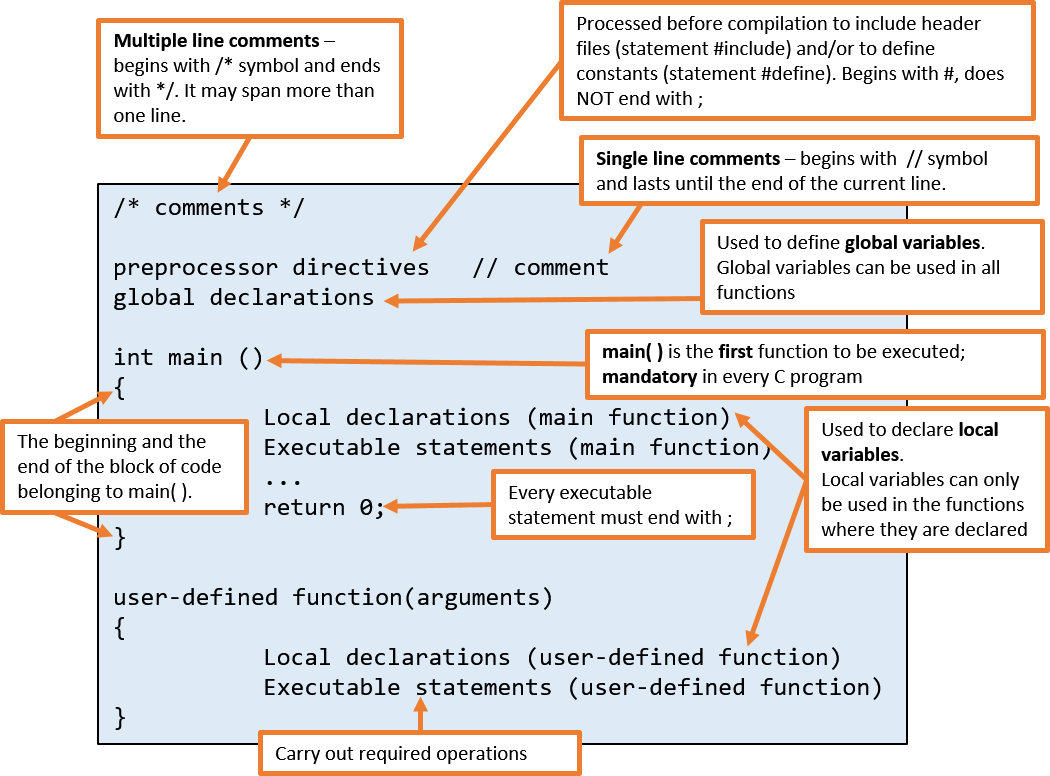 Multiple line comments –
begins with /* symbol and ends
with */. It may span more than
one line.
Processed before compilation to include header
files (statement #include) and/or to define
constants (statement #define). Begins with #, does
NOT end with ;
Single line comments – begins with  // symbol
and lasts until the end of the current line.
/* comments */
Used to define global variables.
Global variables can be used in all
functions
preprocessor directives   // comment
global declarations
int main ()
main( ) is the first function to be executed;
mandatory in every C program
{
Local declarations (main function)
Executable statements (main function)
...
return 0;
}
The beginning and the
end of the block of code
belonging to main( ).
Used to declare local
variables.
Local variables can only
be used in the functions
where they are declared
Every executable
statement must end with ;
user-defined function(arguments)
{
Local declarations (user-defined function)
Executable statements (user-defined function)
}
Carry out required operations